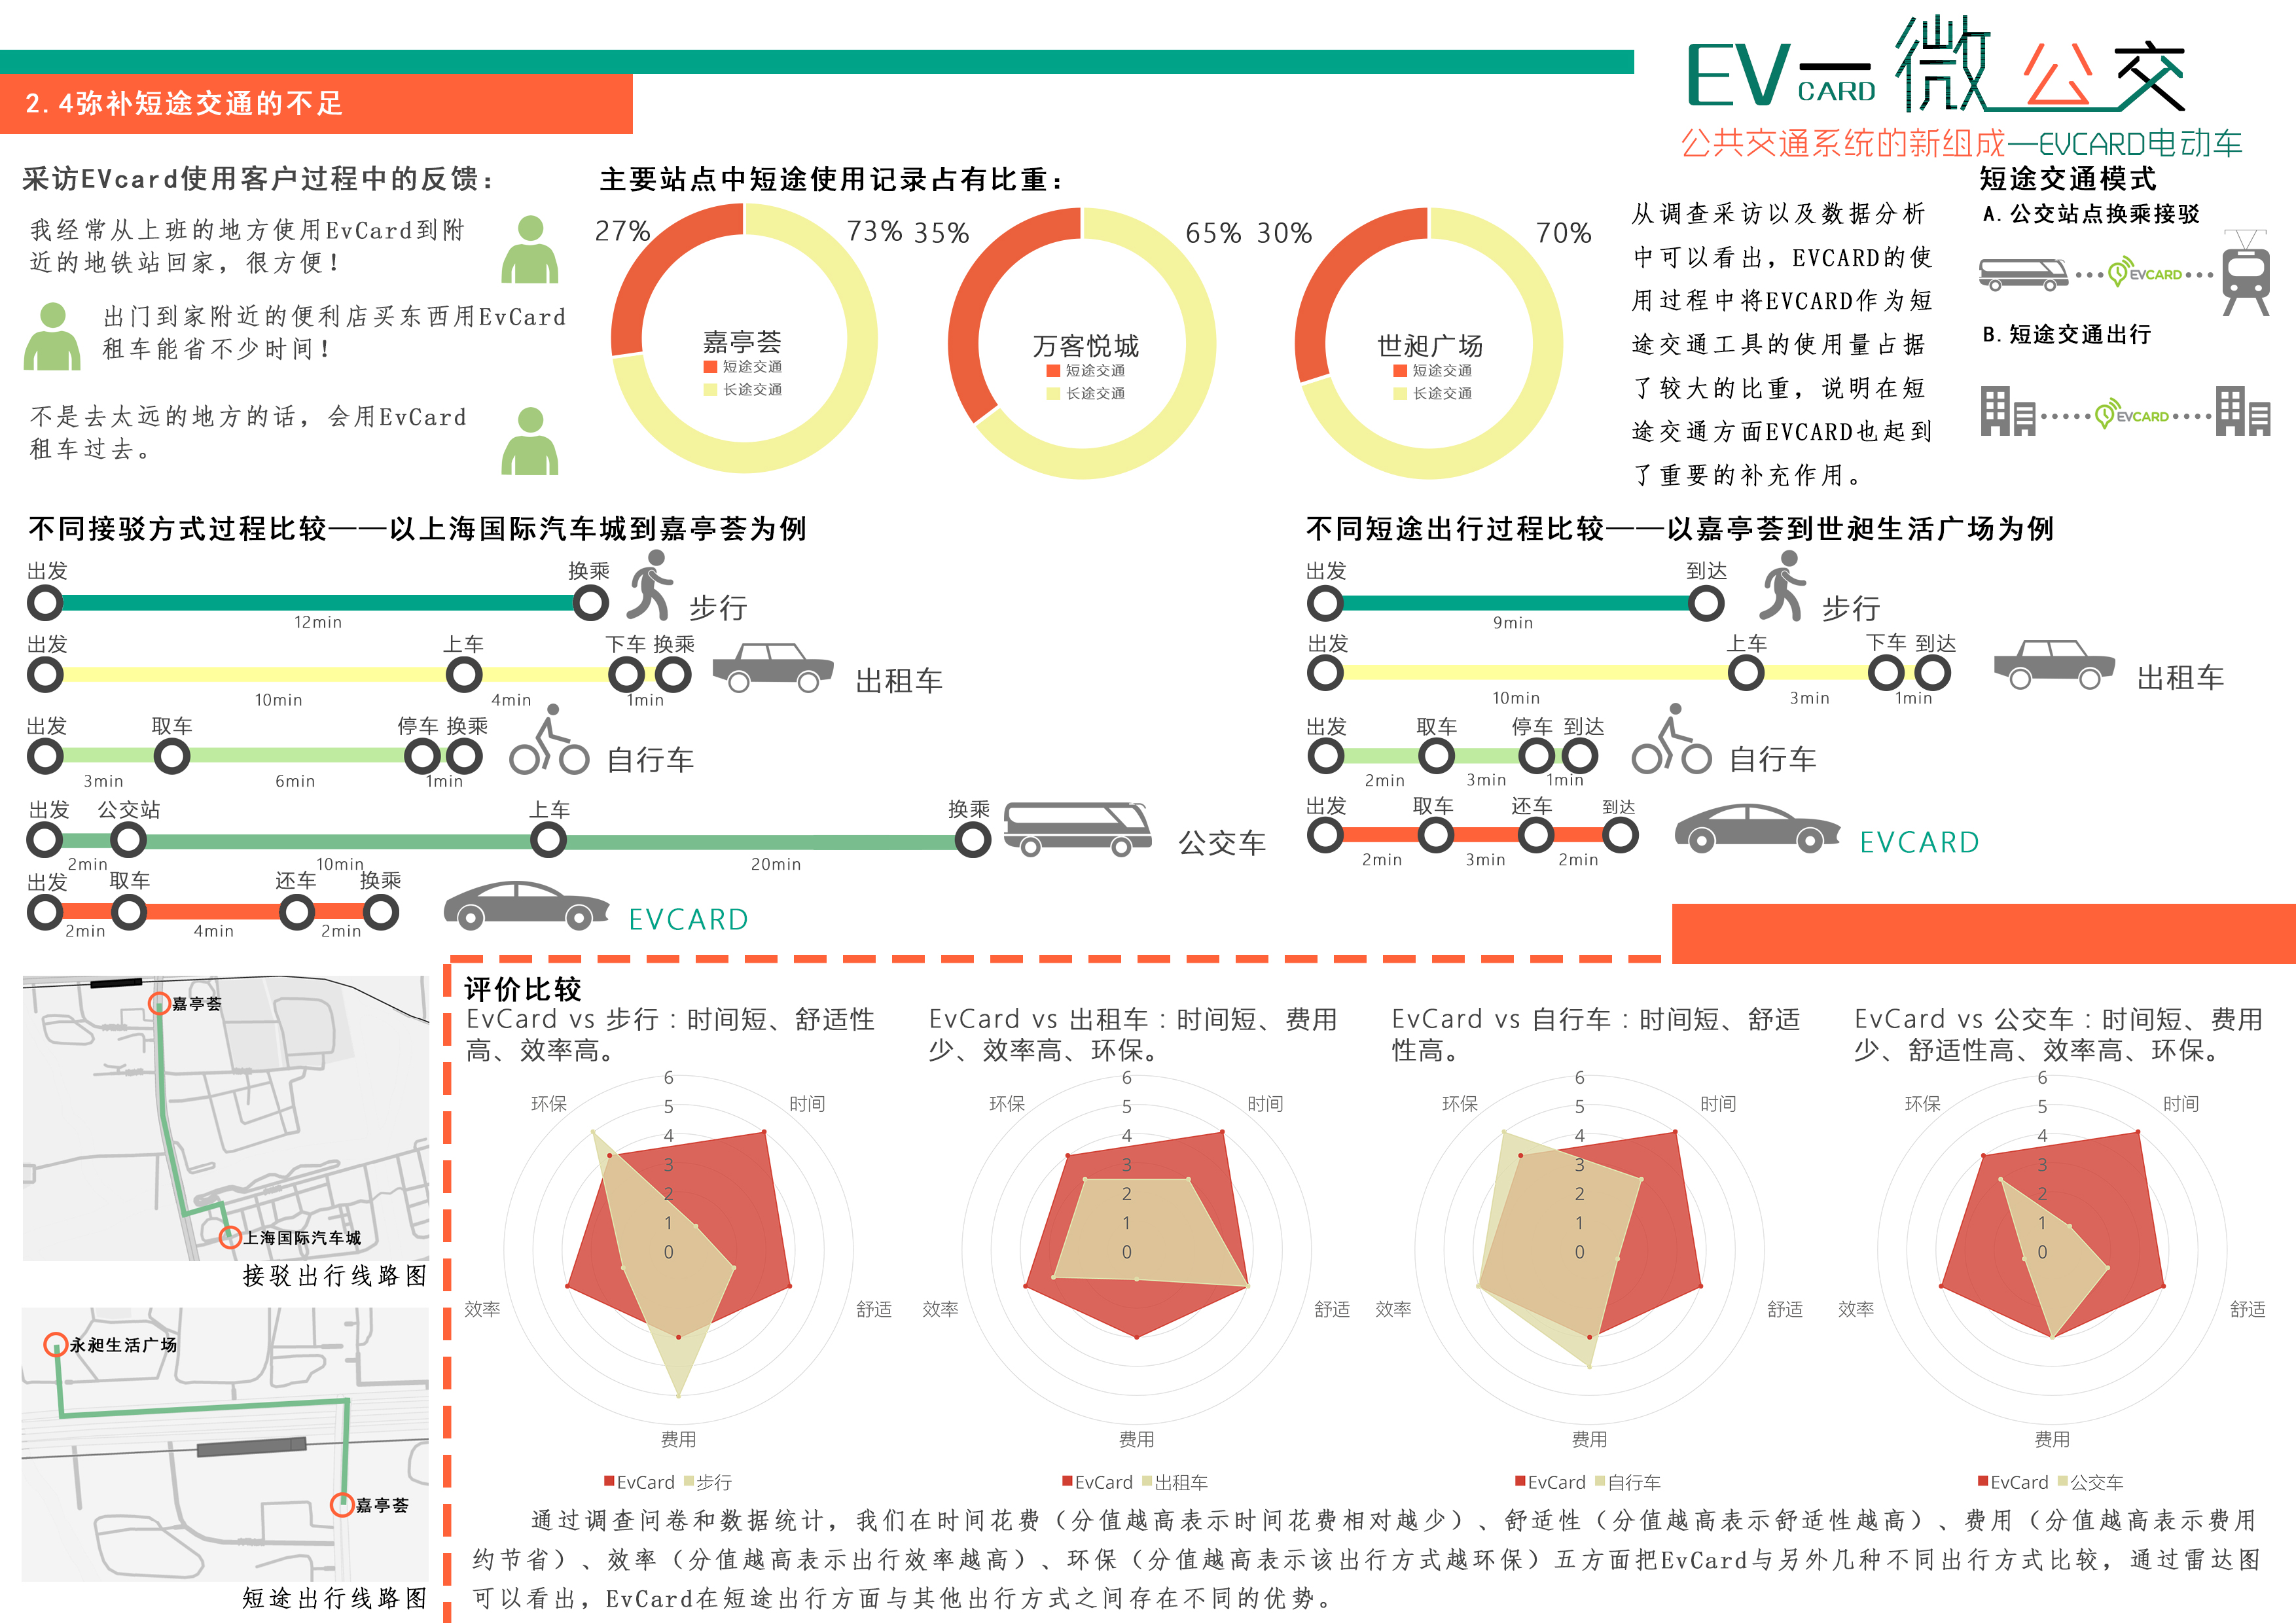 EV CARD 微公交
公共交通系统的新组成—EVCARD电动车
2.4弥补短途交通的不足
采访EVcard使用客户过程中的反馈：
我经常从上班的地方使用EvCard到附
近的地铁站回家，很方便！
出门到家附近的便利店买东西用EvCard
租车能省不少时间！
不是去太远的地方的话，会用EvCard
租车过去。
主要站点中短途使用记录占有比重：
27%
73%
嘉亭荟
短途交通
长途交通
35%
65%
万客悦城
短途交通
长途交通
30%
70%
世昶广场
短途交通
长途交通
从调查采访以及数据分析
中可以看出，EVCARD的使
用过程中将EVCARD作为短
途交通工具的使用量占据
了较大的比重，说明在短
途交通方面EVCARD也起到
了重要的补充作用。
短途交通模式
A.公交站点换乘接驳
EVCARD
B.短途交通出行
EVCARD
不同接驳方式过程比较——以上海国际汽车城到嘉亭荟为例
出发 换乘
12min
步行
出发 上车 下车 换乘
10min 4min 1min
出租车
出发 取车 停车 换乘
3min 6min 1min
自行车
出发 公交站 上车 换乘
2min 10min 20min
公交车
出发 取车 还车 换乘
2min 4min 2min
EVCARD
不同短途出行过程比较——以嘉亭荟到世昶生活广场为例
出发 到达
9min
步行
出发 上车 下车 到达
10min 3min 1min
出租车
出发 取车 停车 到达
2min 3min 1min
自行车
出发 取车 还车 到达
2min 3min 2min
EVCARD
嘉亭荟
上海国际汽车城
接驳出行线路图
永昶生活广场
嘉亭荟
短途出行线路图
评价比较
EvCard vs 步行：时间短、舒适性
高、效率高。
6
5
4
3
2
1
0
环保
时间
效率
舒适
费用
EvCard 步行
EvCard vs 出租车：时间短、费用
少、效率高、环保。
6
5
4
3
2
1
0
环保
时间
效率
舒适
费用
EvCard 出租车
EvCard vs 自行车：时间短、舒适
性高。
6
5
4
3
2
1
0
环保
时间
效率
舒适
费用
EvCard 自行车
EvCard vs 公交车：时间短、费用
少、舒适性高、效率高、环保。
6
5
4
3
2
1
0
环保
时间
效率
舒适
费用
EvCard 公交车
通过调查问卷和数据统计，我们在时间花费（分值越高表示时间花费相对越少）、舒适性（分值越高表示舒适性越高）、费用（分值越高表示费用
约节省）、效率（分值越高表示出行效率越高）、环保（分值越高表示该出行方式越环保）五方面把EvCard与另外几种不同出行方式比较，通过雷达图
可以看出，EvCard在短途出行方面与其他出行方式之间存在不同的优势。